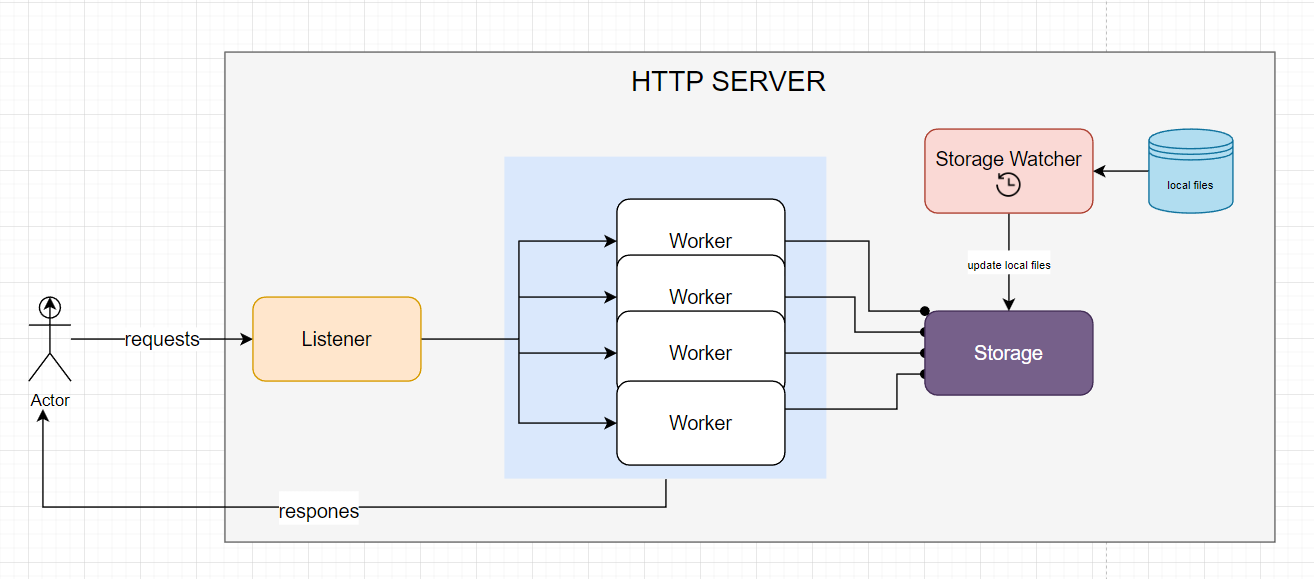 HTTP SERVER
Storage Watcher
local files
Worker
update local files
Worker
requests
Listener
Worker
Storage
Actor
Worker
respones